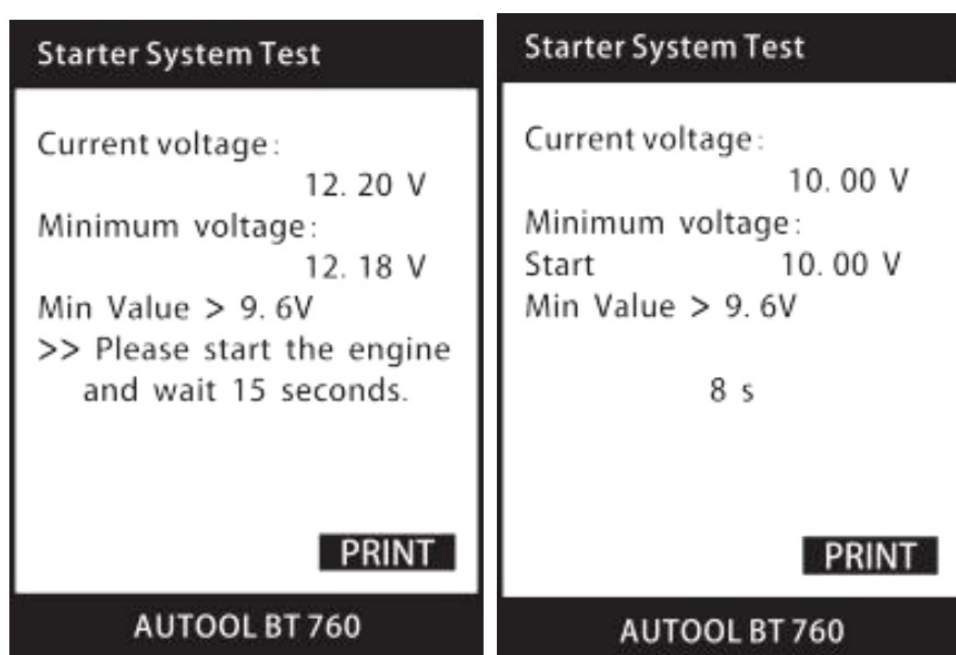 Starter System Test
Current voltage:
12. 20 V
Minimum voltage:
12. 18 V
Min Value > 9. 6V
>> Please start the engine
and wait 15 seconds.
PRINT
AUTOOL BT 760
Starter System Test
Current voltage:
10. 00 V
Minimum voltage:
Start 10. 00 V
Min Value > 9. 6V
8 s
PRINT
AUTOOL BT 760